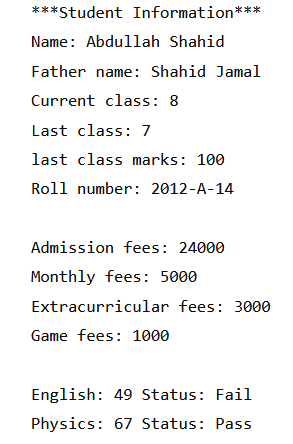 ***Student Information***
Name: Abdullah Shahid
Father name: Shahid Jamal
Current class: 8
Last class: 7
last class marks: 100
Roll number: 2012-A-14
Admission fees: 24000
Monthly fees: 5000
Extracurricular fees: 3000
Game fees: 1000
English: 49 Status: Fail
Physics: 67 Status: Pass